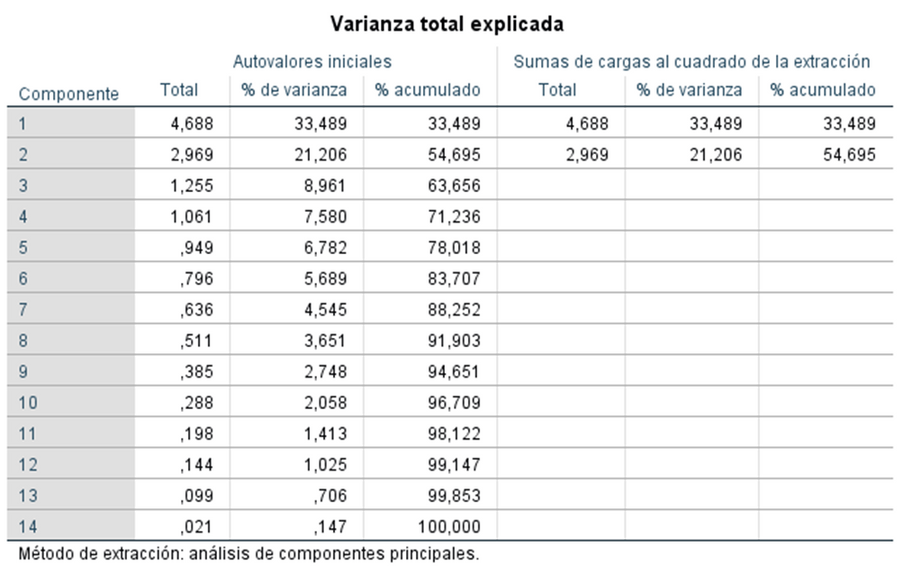 Varianza total explicada
Autovalores iniciales Sumas de cargas al cuadrado de la extracción
Componente Total % de varianza % acumulado Total % de varianza % acumulado
1 4,688 33,489 33,489 4,688 33,489 33,489
2 2,969 21,206 54,695 2,969 21,206 54,695
3 1,255 8,961 63,656
4 1,061 7,580 71,236
5 ,949 6,782 78,018
6 ,796 5,689 83,707
7 ,636 4,545 88,252
8 ,511 3,651 91,903
9 ,385 2,748 94,651
10 ,288 2,058 96,709
11 ,198 1,413 98,122
12 ,144 1,025 99,147
13 ,099 ,706 99,853
14 ,021 ,147 100,000
Método de extracción: análisis de componentes principales.